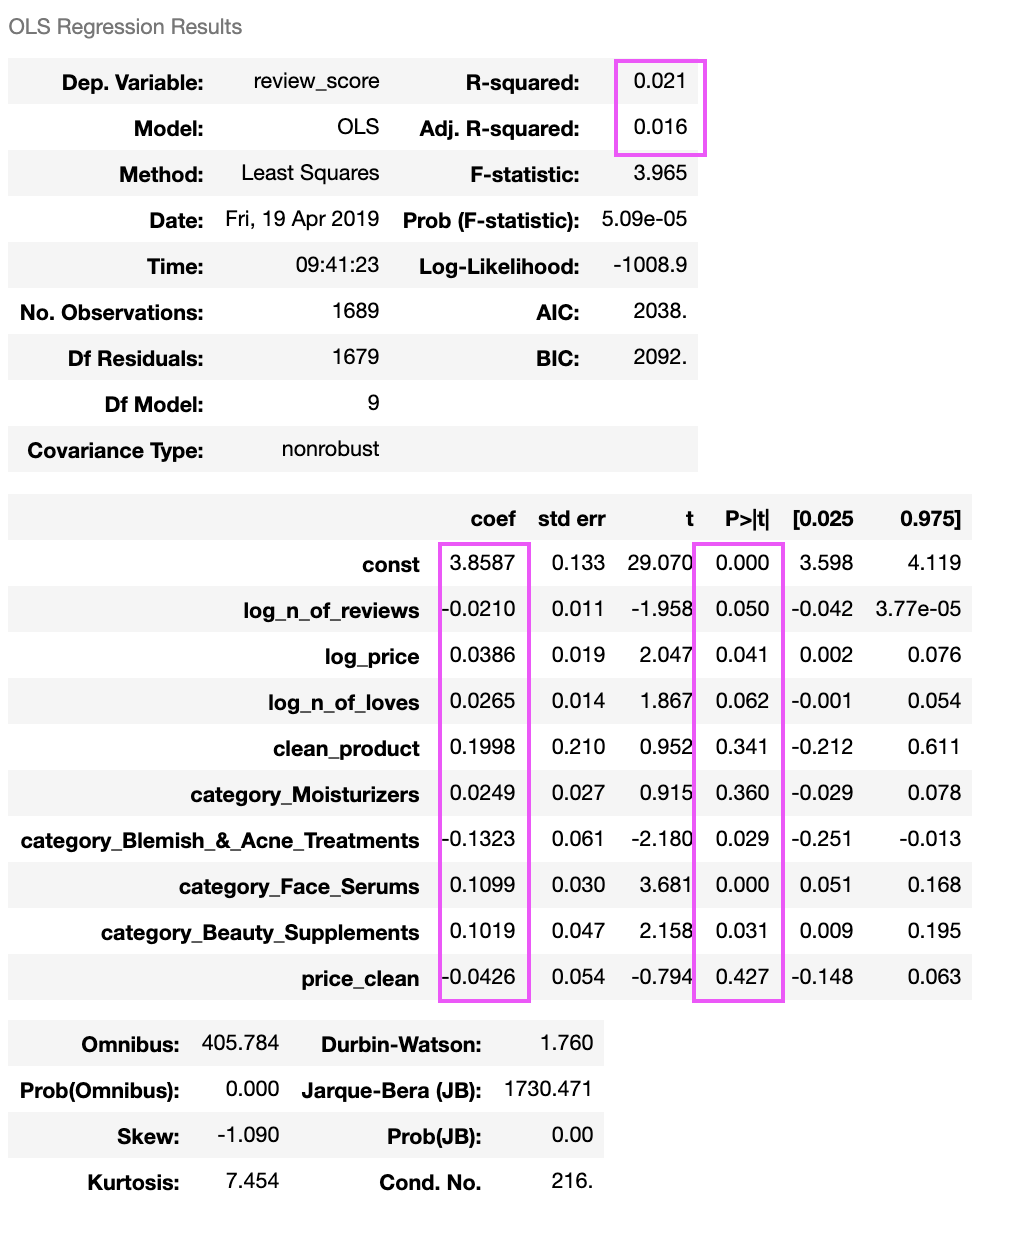 OLS Regression Results
Dep. Variable: review_score R-squared: 0.021
Model: OLS Adj. R-squared: 0.016
Method: Least Squares F-statistic: 3.965
Date: Fri, 19 Apr 2019 Prob (F-statistic): 5.09e-05
Time: 09:41:23 Log-Likelihood: -1008.9
No. Observations: 1689 AIC: 2038.
Df Residuals: 1679 BIC: 2092.
Df Model: 9
Covariance Type: nonrobust
coef std err t P>|t| [0.025 0.975]
const 3.8587 0.133 29.070 0.000 3.598 4.119
log_n_of_reviews -0.0210 0.011 -1.958 0.050 -0.042 3.77e-05
log_price 0.0386 0.019 2.047 0.041 0.002 0.076
log_n_of_loves 0.0265 0.014 1.867 0.062 -0.001 0.054
clean_product 0.1998 0.210 0.952 0.341 -0.212 0.611
category_Moisturizers 0.0249 0.027 0.915 0.360 -0.029 0.078
category_Blemish_&_Acne_Treatments -0.1323 0.061 -2.180 0.029 -0.251 -0.013
category_Face_Serums 0.1099 0.030 3.681 0.000 0.051 0.168
category_Beauty_Supplements 0.1019 0.047 2.158 0.031 0.009 0.195
price_clean -0.0426 0.054 -0.794 0.427 -0.148 0.063
Omnibus: 405.784 Durbin-Watson: 1.760
Prob(Omnibus): 0.000 Jarque-Bera (JB): 1730.471
Skew: -1.090 Prob(JB): 0.00
Kurtosis: 7.454 Cond. No. 216.